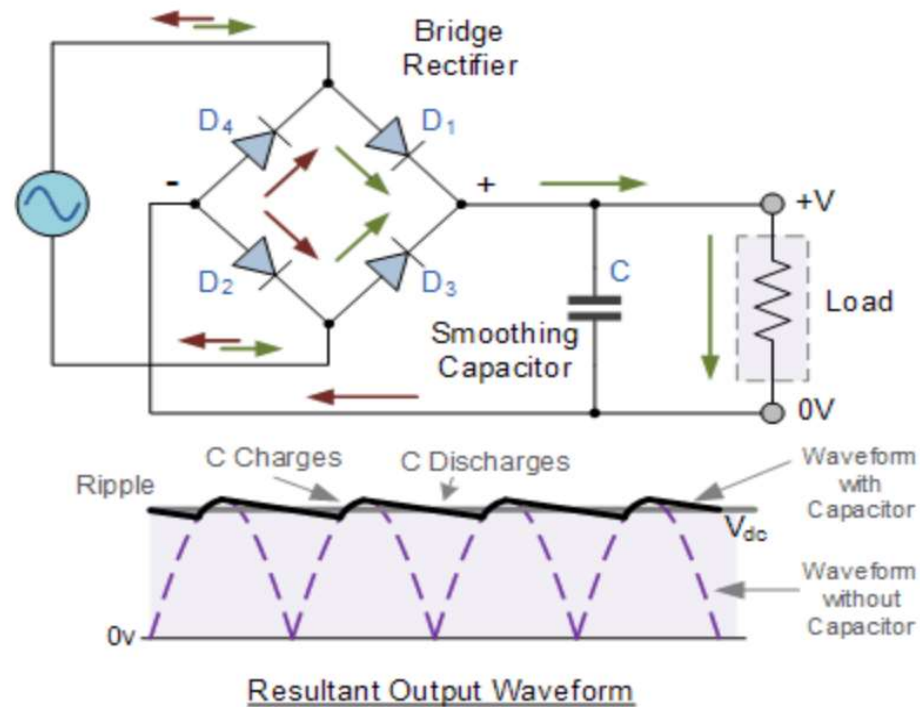 Bridge
Rectifier
D4
D1
-
+
+V
D2
D3
C
Load
Smoothing
Capacitor
0V
C Charges
C Discharges
Waveform
with
Capacitor
Ripple
Vdc
Waveform
without
Capacitor
0v
Resultant Output Waveform